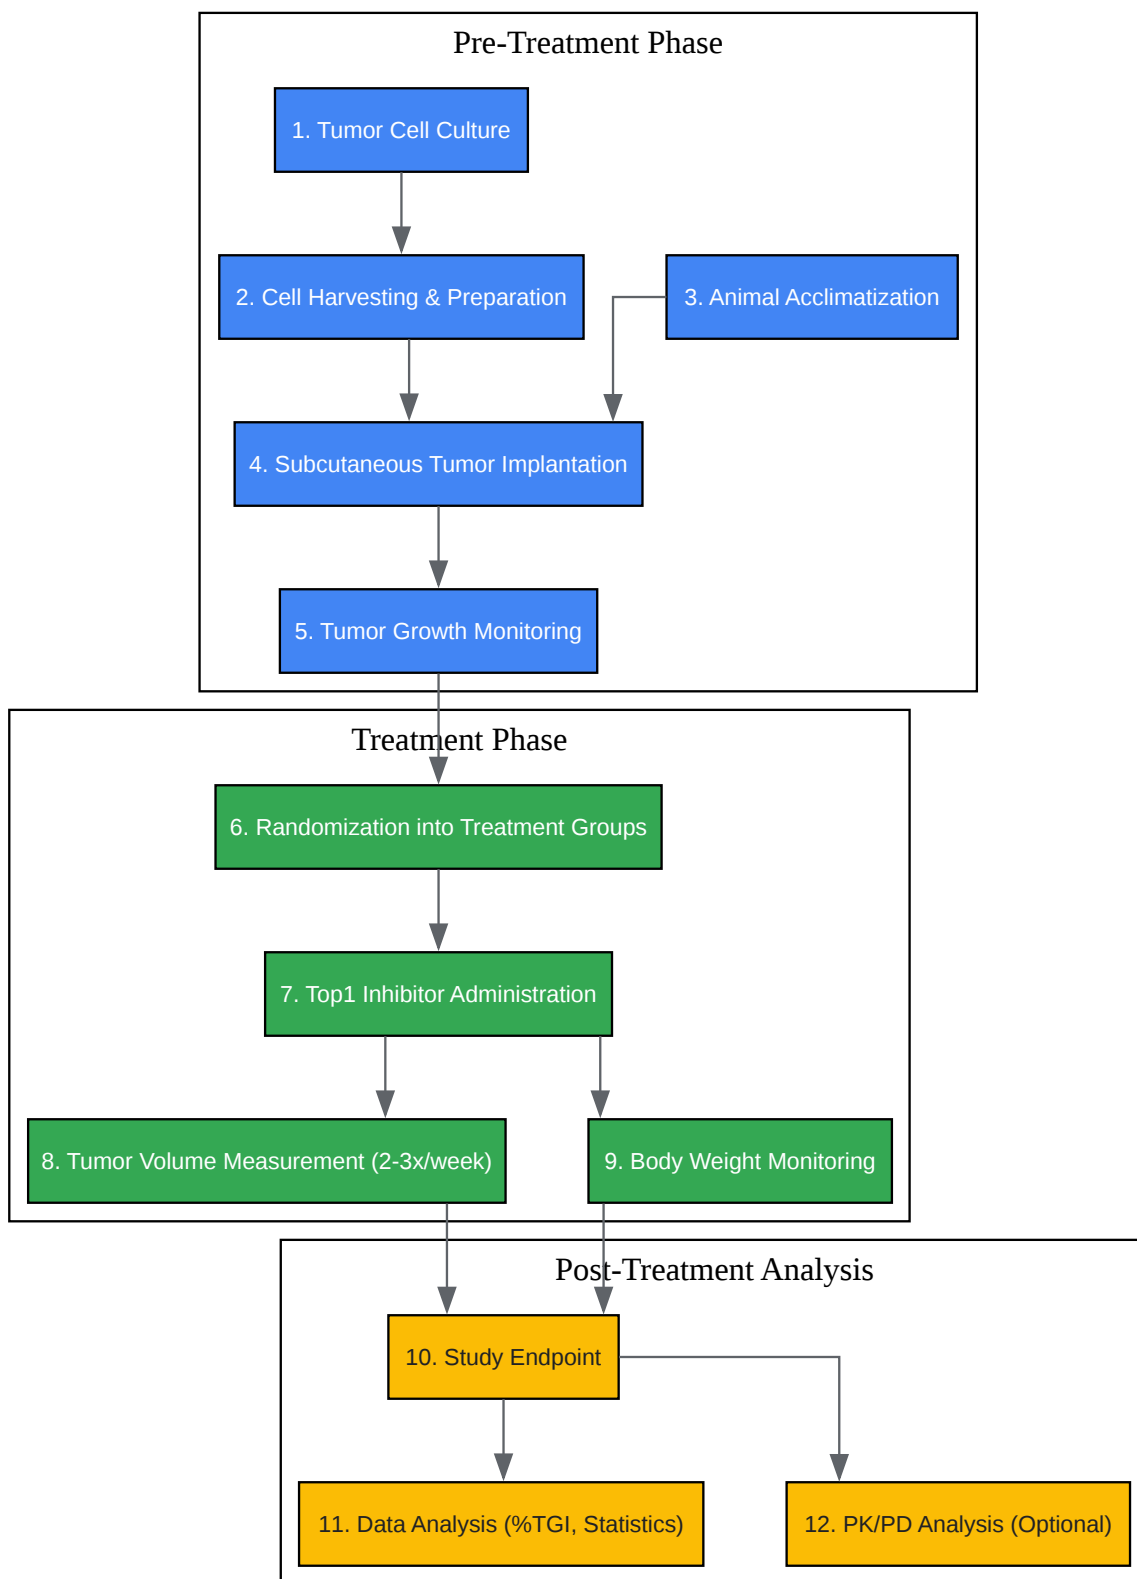 Pre-Treatment Phase
1. Tumor Cell Culture
2. Cell Harvesting & Preparation
3. Animal Acclimatization
4. Subcutaneous Tumor Implantation
5. Tumor Growth Monitoring
Treatment Phase
6. Randomization into Treatment Groups
7. Top1 Inhibitor Administration
8. Tumor Volume Measurement (2-3x/week)
9. Body Weight Monitoring
Post-Treatment Analysis
10. Study Endpoint
11. Data Analysis (%TGI, Statistics)
12. PK/PD Analysis (Optional)